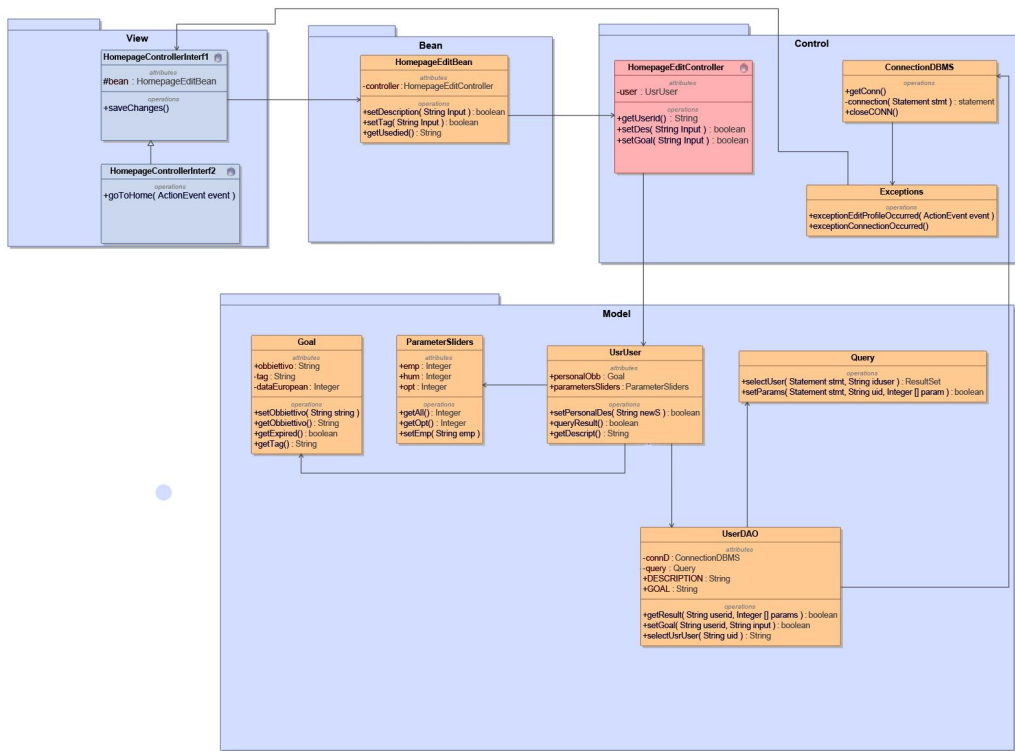 View
HomepageControllerInterf1
attributes
#bean : HomepageEditBean
operations
+saveChanges()
HomepageControllerInterf2
operations
+goToHome( ActionEvent event )
Bean
HomepageEditBean
attributes
-controller : HomepageEditController
operations
+setDescription( String Input ) : boolean
+setTag( String Input ) : boolean
+getUsedied() : String
Control
HomepageEditController
attributes
-user : UsrUser
operations
+getUserid() : String
+setDes( String Input ) : boolean
+setGoal( String Input ) : boolean
ConnectionDBMS
operations
+getConn()
-connection( Statement stmt ) : statement
+closeCONN()
Exceptions
operations
+exceptionEditProfileOccurred( ActionEvent event )
+exceptionConnectionOccurred()
Model
Goal
attributes
+obbiettivo : String
-tag : String
-dataEuropean : Integer
operations
+setObbiettivo( String string )
+getObbiettivo() : String
+getExpired() : boolean
+getTag() : String
ParameterSliders
attributes
+emp : Integer
+hum : Integer
+opt : Integer
operations
+getAll() : Integer
+getOpt() : Integer
+setEmp( String emp )
UsrUser
attributes
+personalObb : Goal
+parametersSliders : ParameterSliders
operations
+setPersonalDes( String newS ) : boolean
+queryResult() : boolean
+getDescript() : String
Query
operations
+selectUser( Statement stmt, String iduser ) : ResultSet
+setParams( Statement stmt, String uid, Integer [] param ) : boolean
UserDAO
attributes
-connD : ConnectionDBMS
-query : Query
+DESCRIPTION : String
+GOAL : String
operations
+getResult( String userid, Integer [] params ) : boolean
+setGoal( String userid, String input ) : boolean
+selectUsrUser( String uid ) : String